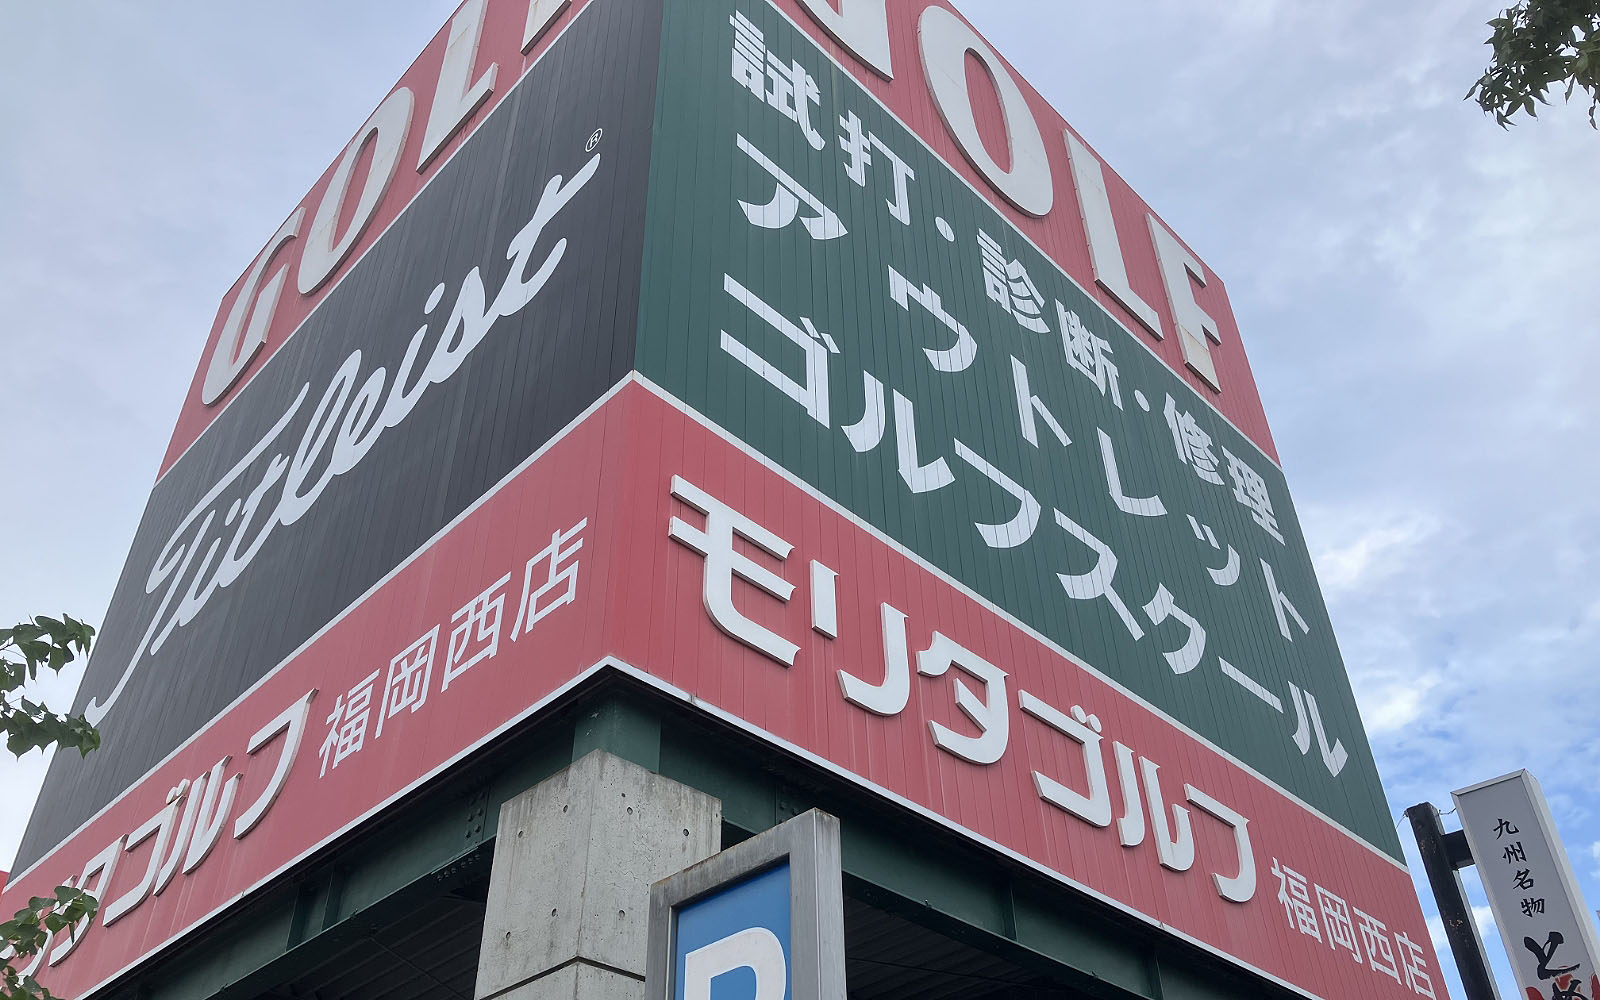 GOLF
Titleist®
モリタゴルフ 福岡西店
GOLF
試打・診断・修理
アウトレット
ゴルフスクール
モリタゴルフ 福岡西店
P
九州名物